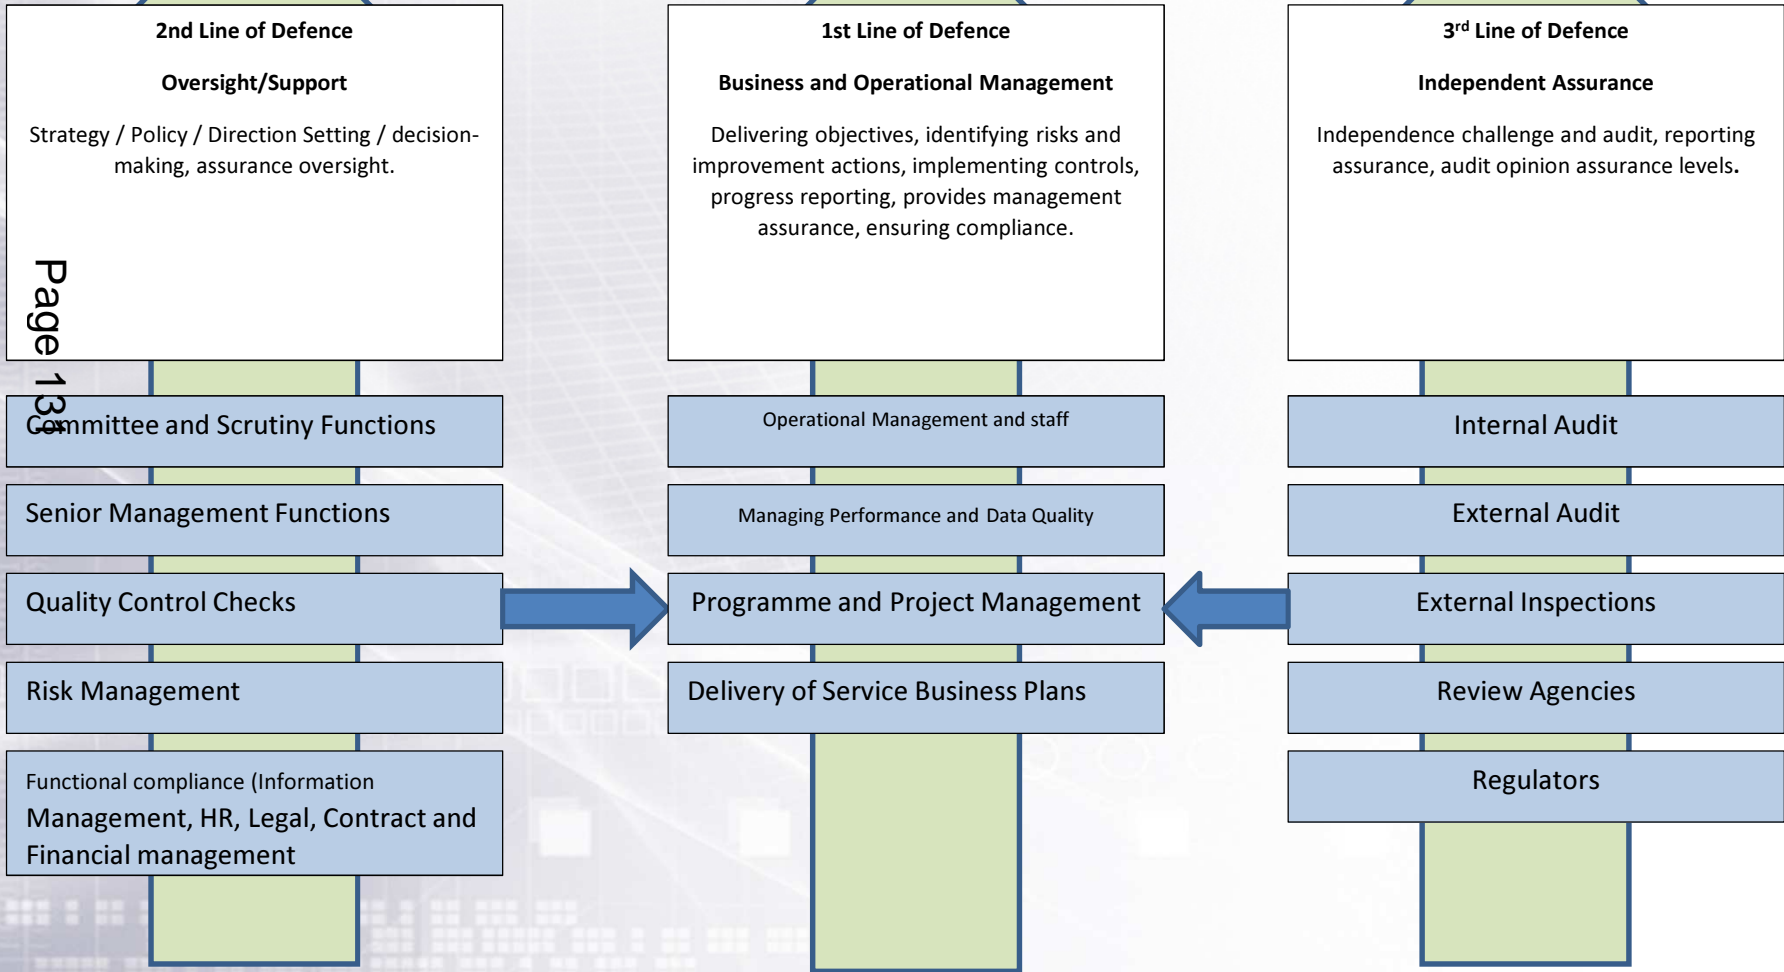 2nd Line of Defence
Oversight/Support
Strategy / Policy / Direction Setting / decision-
making, assurance oversight.
Page 131
Committee and Scrutiny Functions
Senior Management Functions
Quality Control Checks
Risk Management
Functional compliance (Information
Management, HR, Legal, Contract and
Financial management
1st Line of Defence
Business and Operational Management
Delivering objectives, identifying risks and
improvement actions, implementing controls,
progress reporting, provides management
assurance, ensuring compliance.
Operational Management and staff
Managing Performance and Data Quality
Programme and Project Management
Delivery of Service Business Plans
3rd Line of Defence
Independent Assurance
Independence challenge and audit, reporting
assurance, audit opinion assurance levels.
Internal Audit
External Audit
External Inspections
Review Agencies
Regulators